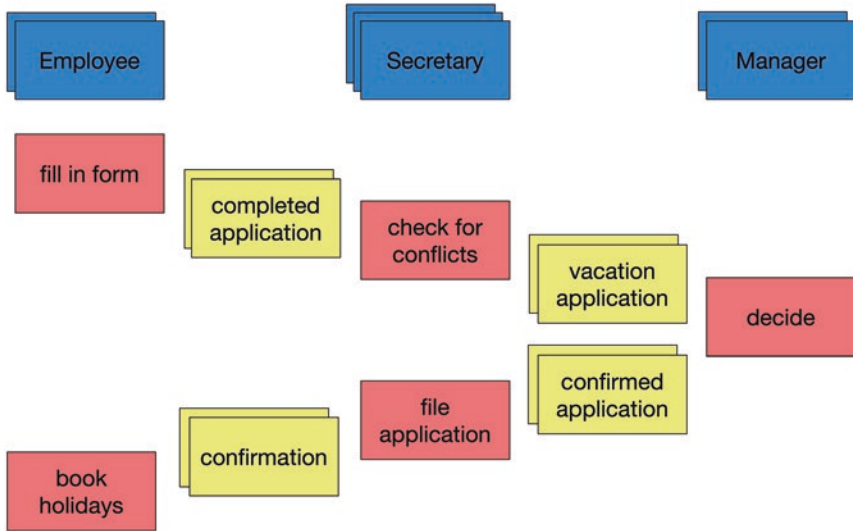 Employee
Secretary
Manager
fill in form
completed
application
check for
conflicts
vacation
application
decide
confirmed
application
file
application
confirmation
book
holidays